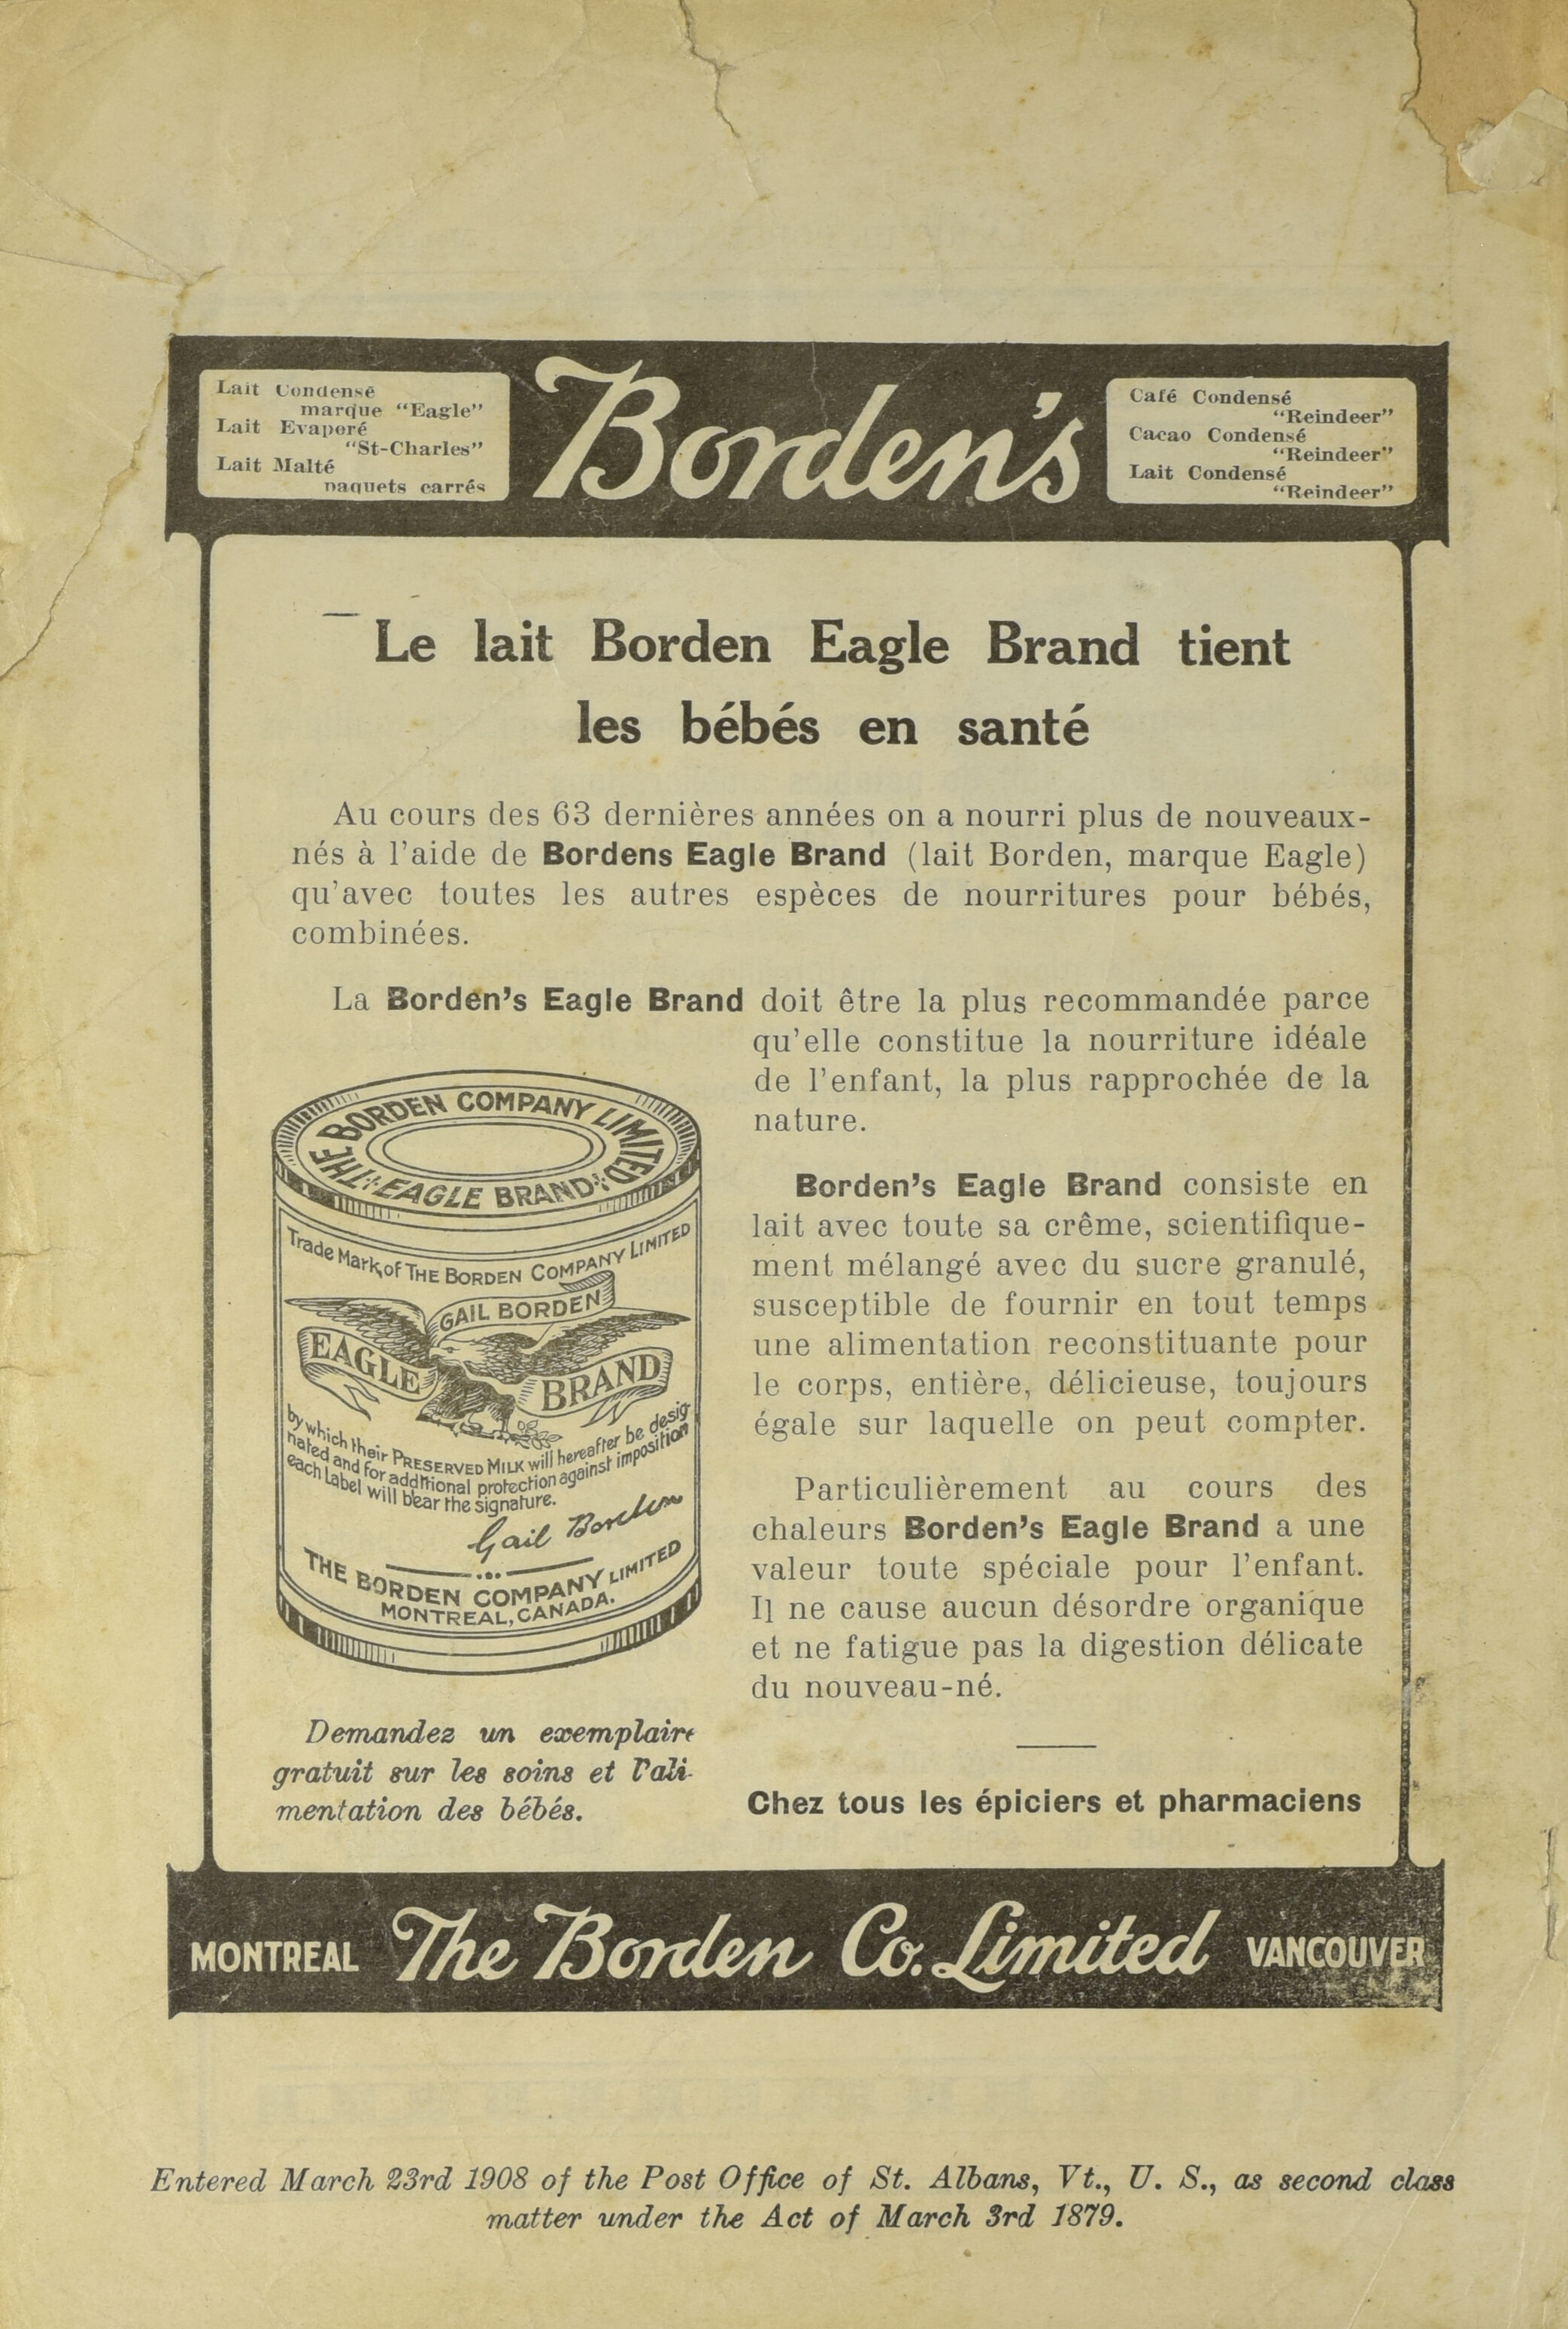 Lait Condensé
marque "Eagle"
Lait Evaporé
"St-Charles"
Lait Malté
paquets carrés
Borden's
Café Condensé
"Reindeer"
Cacao Condensé
"Reindeer"
Lait Condensé
"Reindeer"
Le lait Borden Eagle Brand tient
les bébés en santé
Au cours des 63 dernières années on a nourri plus de nouveaux-
nés à l'aide de Bordens Eagle Brand (lait Borden, marque Eagle)
qu'avec toutes les autres espèces de nourritures pour bébés,
combinées.
La Borden's Eagle Brand doit être la plus recommandée parce
qu'elle constitue la nourriture idéale
de l'enfant, la plus rapprochée de la
nature.
Borden's Eagle Brand consiste en
lait avec toute sa crême, scientifique-
ment mélangé avec du sucre granulé,
susceptible de fournir en tout temps
une alimentation reconstituante pour
le corps, entière, délicieuse, toujours
égale sur laquelle on peut compter.
Particulièrement au cours des
chaleurs Borden's Eagle Brand a une
valeur toute spéciale pour l'enfant.
Il ne cause aucun désordre organique
et ne fatigue pas la digestion délicate
du nouveau-né.
Chez tous les épiciers et pharmaciens
THE BORDEN COMPANY LIMITED
EAGLE BRAND
Trade Mark of THE BORDEN COMPANY LIMITED
GAIL BORDEN
EAGLE BRAND
by which their PRESERVED MILK will hereafter be desig
nated and for additional protection against imposition
each Label will bear the signature.
Gail Borden
THE BORDEN COMPANY LIMITED
MONTREAL, CANADA.
Demandez un exemplaire
gratuit sur les soins et l'ali-
mentation des bébés.
MONTREAL The Borden Co. Limited VANCOUVER
Entered March 23rd 1908 of the Post Office of St. Albans, Vt., U. S., as second class
matter under the Act of March 3rd 1879.